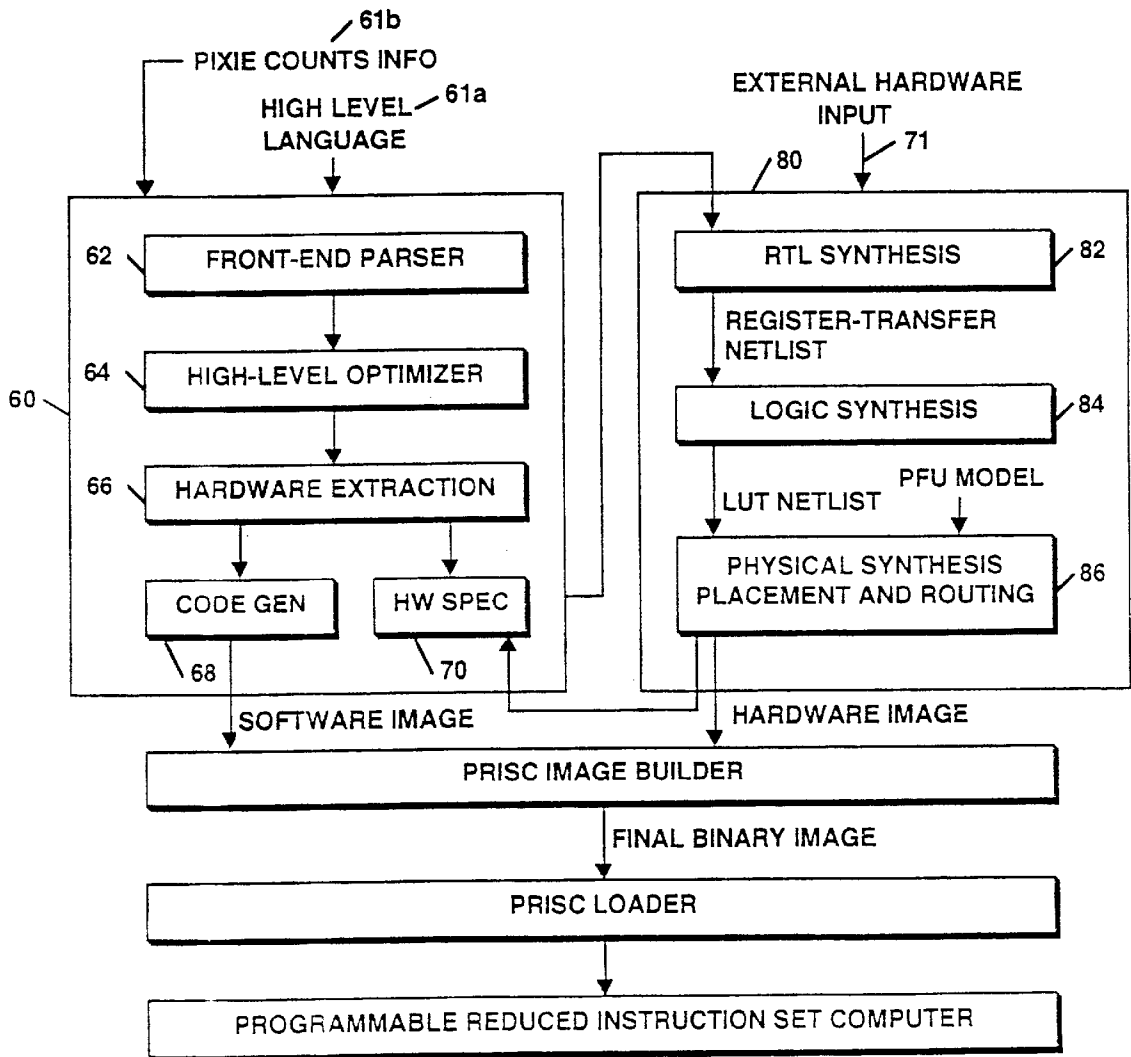 61b
PIXIE COUNTS INFO
HIGH LEVEL
LANGUAGE
61a
EXTERNAL HARDWARE
INPUT
71
80
62
FRONT-END PARSER
64
HIGH-LEVEL OPTIMIZER
60
66
HARDWARE EXTRACTION
CODE GEN
HW SPEC
68
70
RTL SYNTHESIS
82
REGISTER-TRANSFER
NETLIST
LOGIC SYNTHESIS
84
LUT NETLIST
PFU MODEL
PHYSICAL SYNTHESIS
PLACEMENT AND ROUTING
86
SOFTWARE IMAGE
HARDWARE IMAGE
PRISC IMAGE BUILDER
FINAL BINARY IMAGE
PRISC LOADER
PROGRAMMABLE REDUCED INSTRUCTION SET COMPUTER